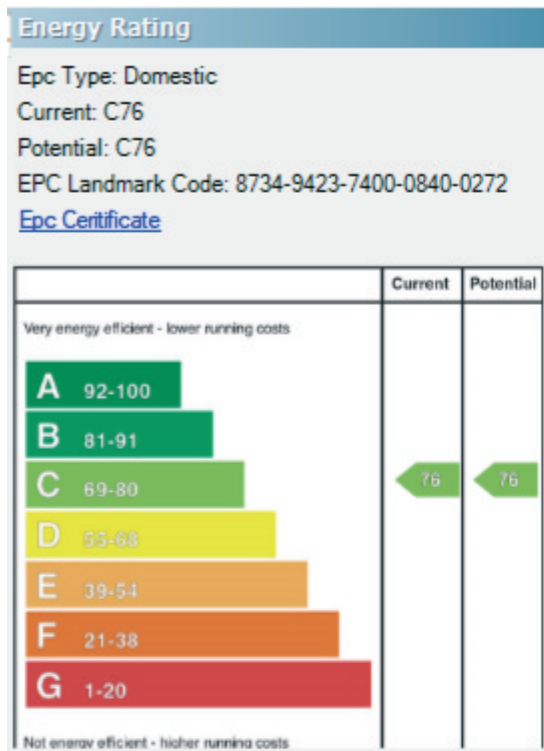 Energy Rating
Epc Type: Domestic
Current: C76
Potential: C76
EPC Landmark Code: 8734-9423-7400-0840-0272
Epc Ceritificate
Current Potential
Very energy efficient - lower running costs
A 92-100
B 81-91
C 69-80 76 76
D 55-68
E 39-54
F 21-38
G 1-20
Not energy efficient - higher running costs